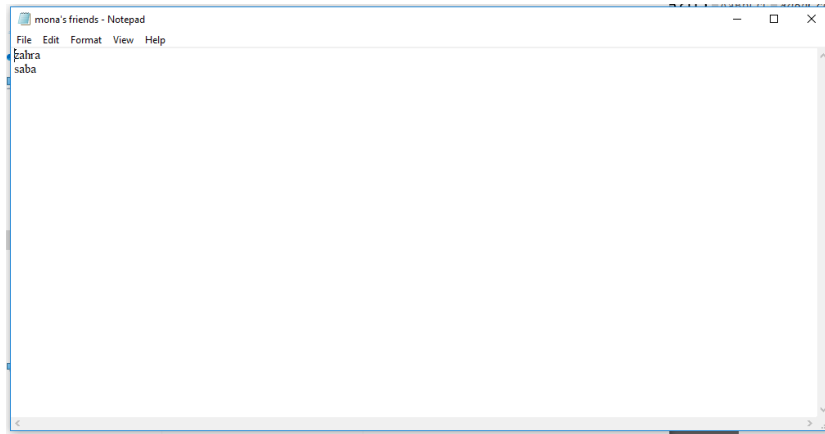 mona's friends - Notepad
File Edit Format View Help
zahra
saba